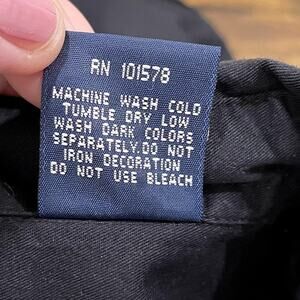 RN 101578
MACHINE WASH COLD
TUMBLE DRY LOW
WASH DARK COLORS
SEPARATELY.DO NOT
IRON DECORATION
DO NOT USE BLEACH